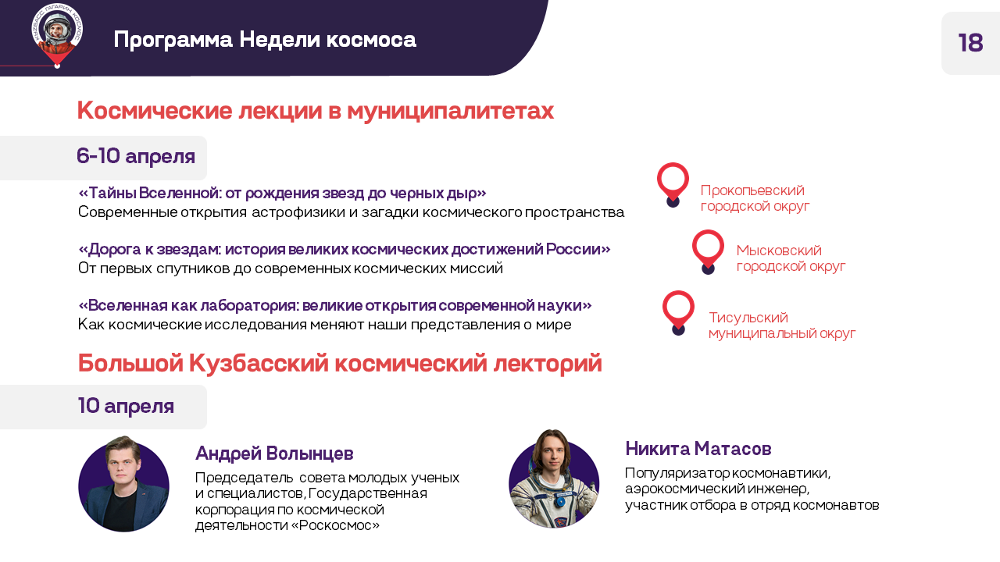 KUZБАСС ГАГАРИН КОСМОС
Программа Недели космоса
18
Космические лекции в муниципалитетах
6-10 апреля
«Тайны Вселенной: от рождения звезд до черных дыр»
Современные открытия астрофизики и загадки космического пространства
Прокопьевский
городской округ
«Дорога к звездам: история великих космических достижений России»
От первых спутников до современных космических миссий
Мысковский
городской округ
«Вселенная как лаборатория: великие открытия современной науки»
Как космические исследования меняют наши представления о мире
Тисульский
муниципальный округ
Большой Кузбасский космический лекторий
10 апреля
Андрей Волынцев
Председатель совета молодых ученых
и специалистов, Государственная
корпорация по космической
деятельности «Роскосмос»
Никита Матасов
Популяризатор космонавтики,
аэрокосмический инженер,
участник отбора в отряд космонавтов